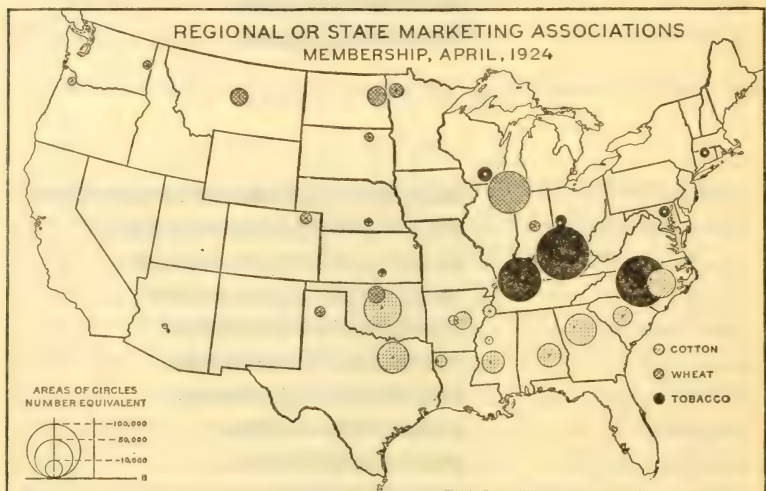 REGIONAL OR STATE MARKETING ASSOCIATIONS
MEMBERSHIP, APRIL, 1924
COTTON
WHEAT
TOBACCO
AREAS OF CIRCLES
NUMBER EQUIVALENT
100,000
50,000
10,000
0